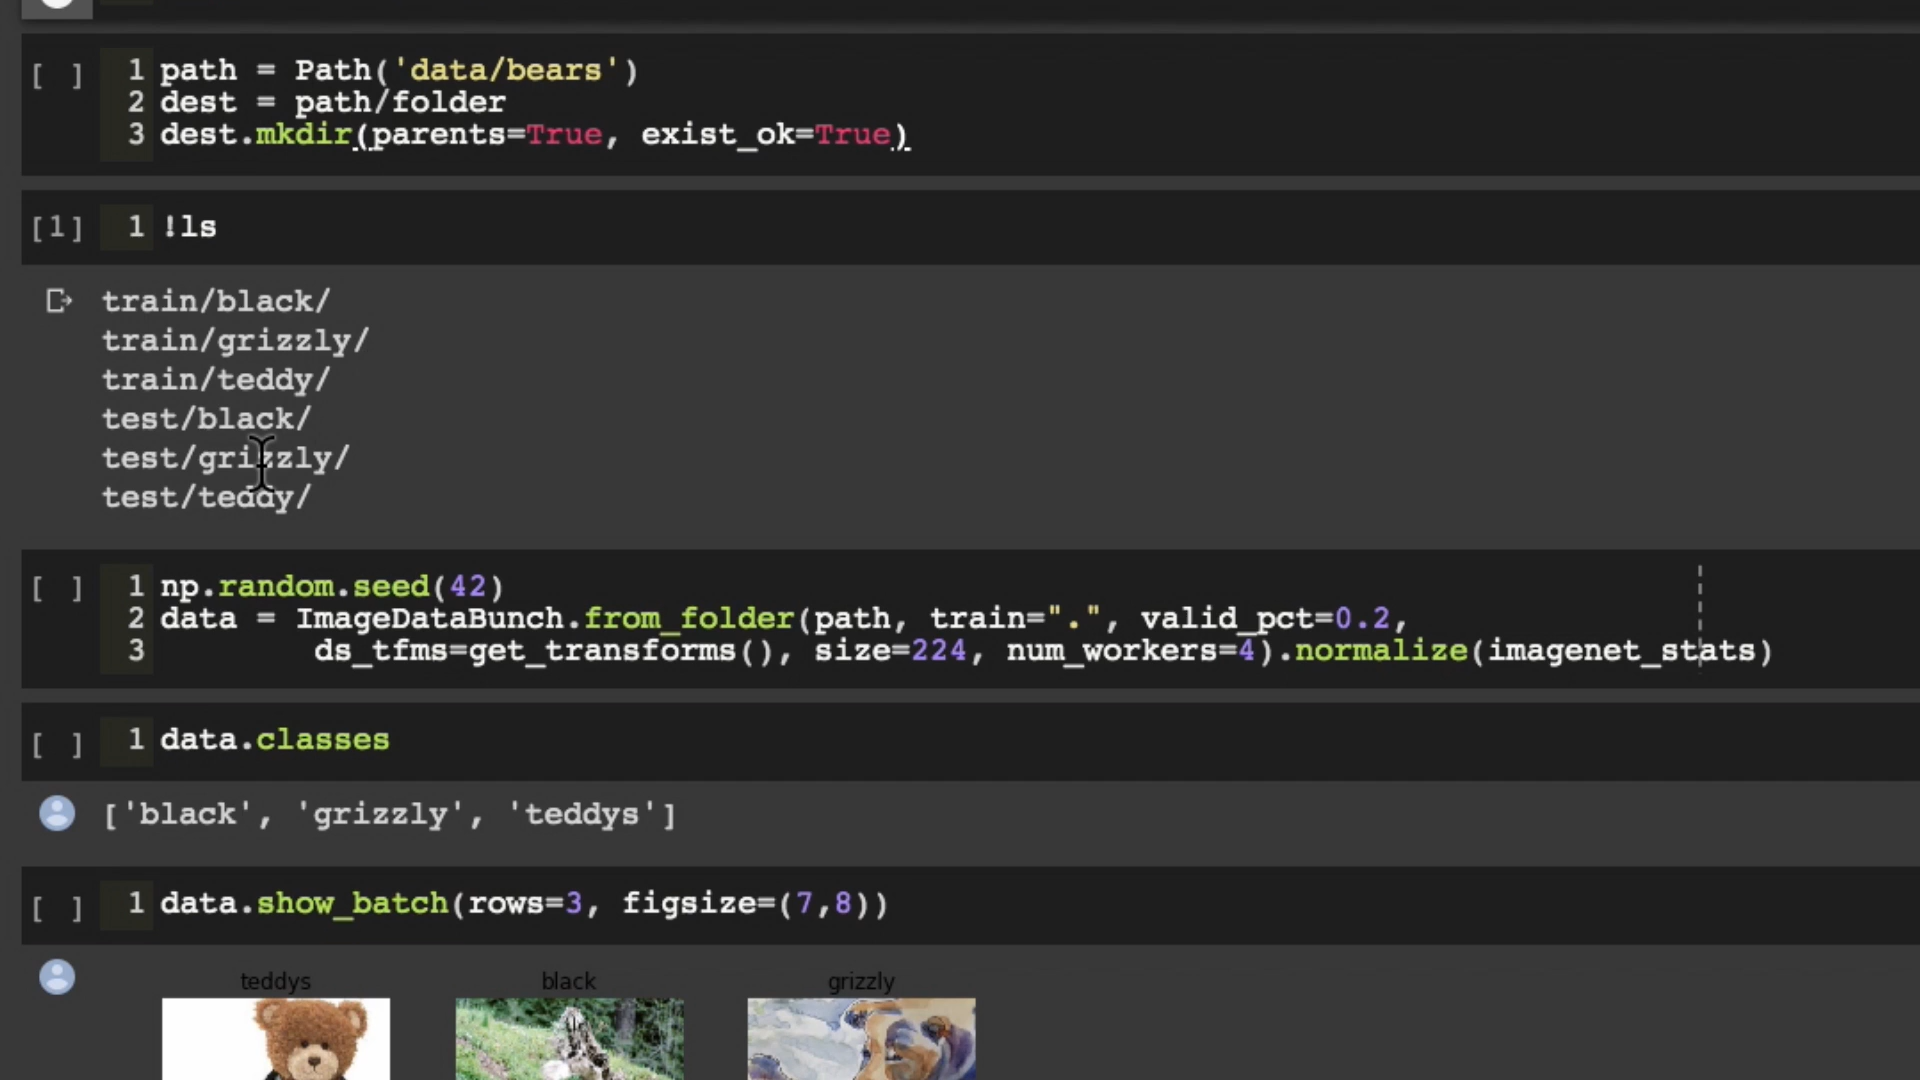 [ ] 1 path = Path('data/bears')
2 dest = path/folder
3 dest.mkdir(parents=True, exist_ok=True)
[1] 1 !ls
train/black/
train/grizzly/
train/teddy/
test/black/
test/grizzly/
test/teddy/
[ ] 1 np.random.seed(42)
2 data = ImageDataBunch.from_folder(path, train=".", valid_pct=0.2,
3 ds_tfms=get_transforms(), size=224, num_workers=4).normalize(imagenet_stats)
[ ] 1 data.classes
['black', 'grizzly', 'teddys']
[ ] 1 data.show_batch(rows=3, figsize=(7,8))
teddys black grizzly